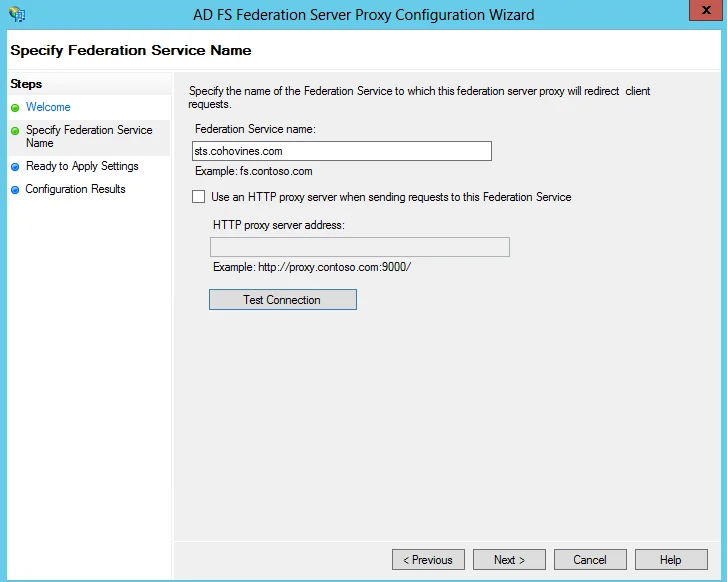 AD FS Federation Server Proxy Configuration Wizard
x
Specify Federation Service Name
Steps
Welcome
Specify Federation Service
Name
Ready to Apply Settings
Configuration Results
Specify the name of the Federation Service to which this federation server proxy will redirect client
requests.
Federation Service name:
sts.cohovines.com
Example: fs.contoso.com
Use an HTTP proxy server when sending requests to this Federation Service
HTTP proxy server address:
Example: http://proxy.contoso.com:9000/
Test Connection
< Previous
Next >
Cancel
Help